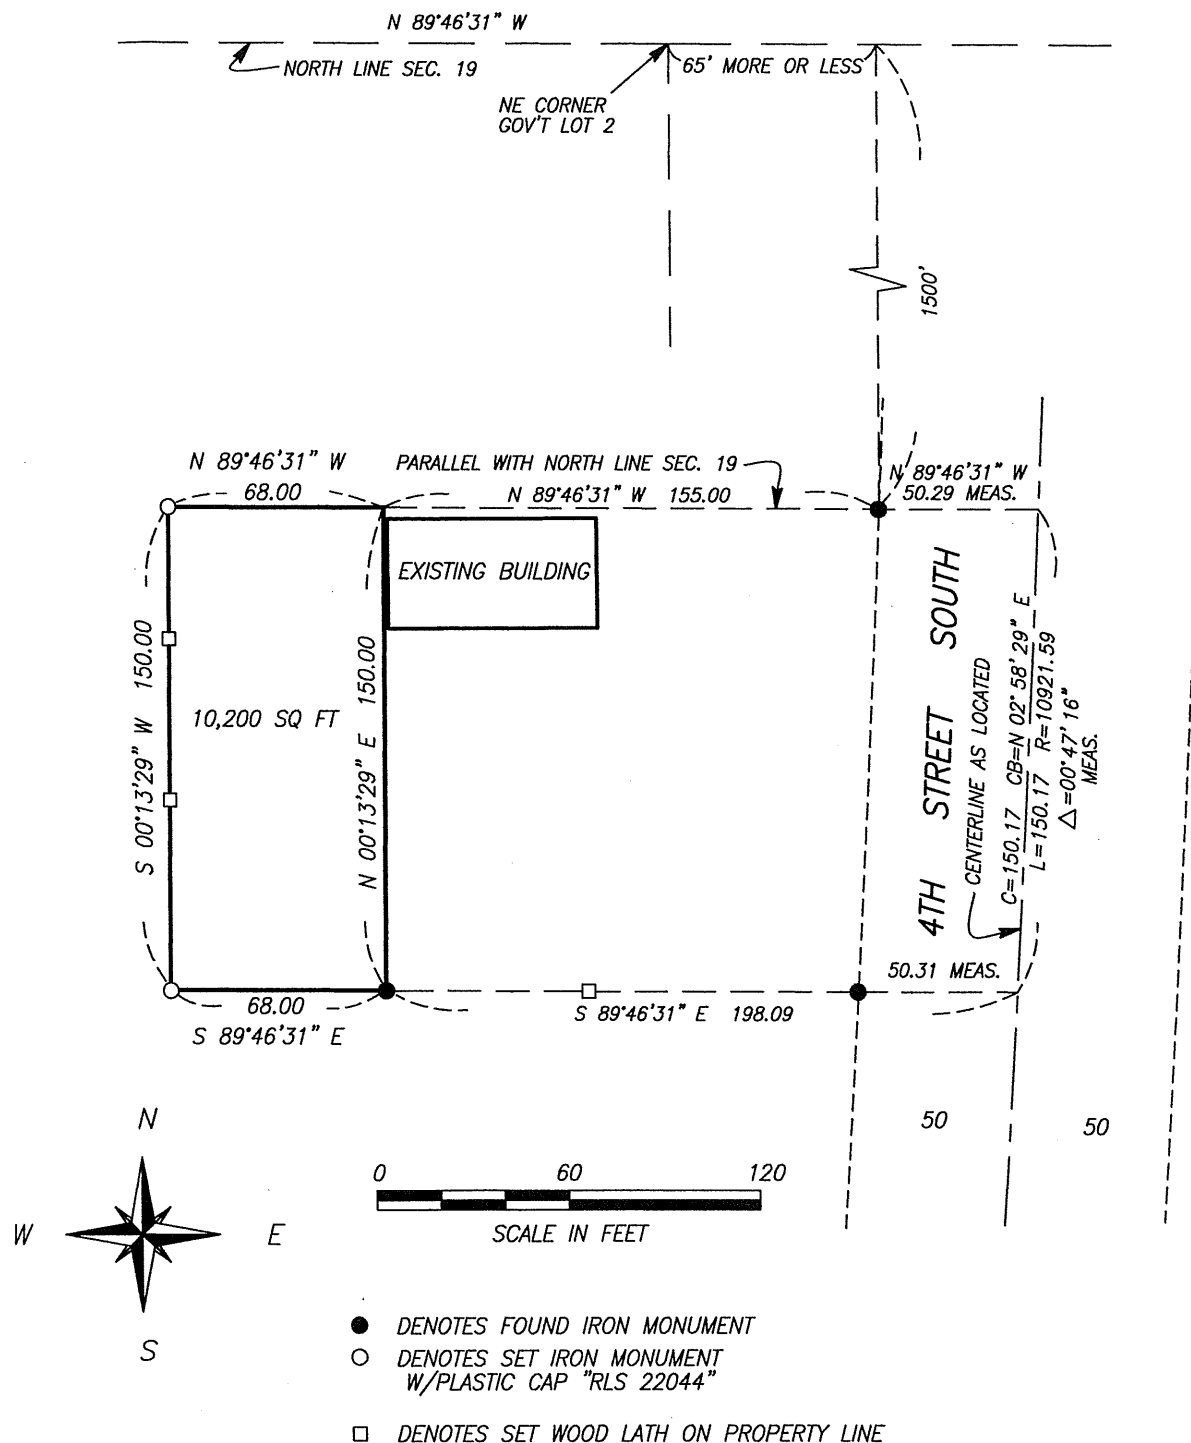 N 89°46'31" W
NORTH LINE SEC. 19
65' MORE OR LESS
NE CORNER
GOV'T LOT 2
1500'
N 89°46'31" W
68.00
PARALLEL WITH NORTH LINE SEC. 19
N 89°46'31" W 155.00
N 89°46'31" W
50.29 MEAS.
EXISTING BUILDING
S 00°13'29" W 150.00
10,200 SQ FT
N 00°13'29" E 150.00
4TH STREET SOUTH
CENTERLINE AS LOCATED
C=150.17 CB=N 02°58'29" E
L=150.17 R=10921.59
△=00°47'16"
MEAS.
50.31 MEAS.
68.00
S 89°46'31" E
S 89°46'31" E 198.09
50
50
N
W
E
S
0 60 120
SCALE IN FEET
DENOTES FOUND IRON MONUMENT
DENOTES SET IRON MONUMENT
W/PLASTIC CAP "RLS 22044"
DENOTES SET WOOD LATH ON PROPERTY LINE